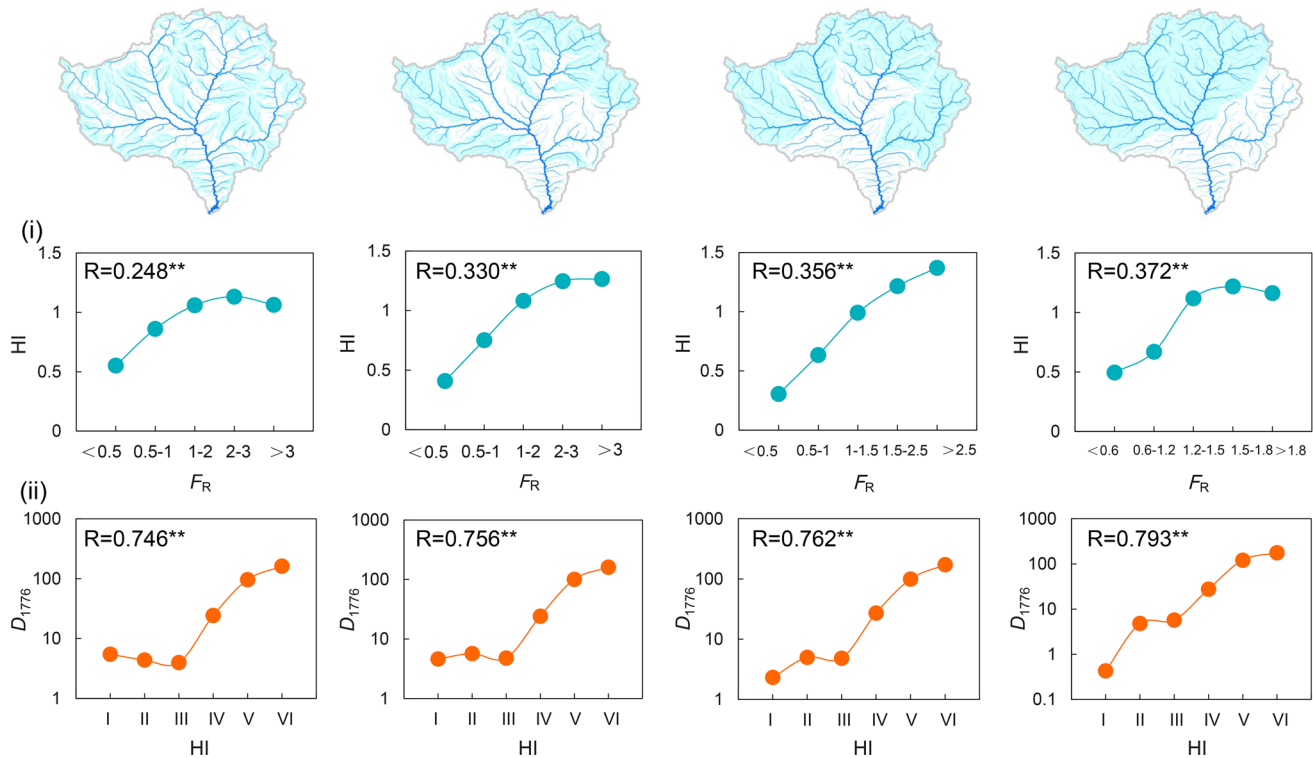 (i)
R=0.248**
HI
1.5
1
0.5
0
<0.5 0.5-1 1-2 2-3 >3
FR
R=0.330**
HI
1.5
1
0.5
0
<0.5 0.5-1 1-2 2-3 >3
FR
R=0.356**
HI
1.5
1
0.5
0
<0.5 0.5-1 1-1.5 1.5-2.5 >2.5
FR
R=0.372**
HI
1.5
1
0.5
0
<0.6 0.6-1.2 1.2-1.5 1.5-1.8 >1.8
FR
(ii)
R=0.746**
D1776
1000
100
10
1
I II III IV V VI
HI
R=0.756**
D1776
1000
100
10
1
I II III IV V VI
HI
R=0.762**
D1776
1000
100
10
1
I II III IV V VI
HI
R=0.793**
D1776
1000
100
10
1
0.1
I II III IV V VI
HI